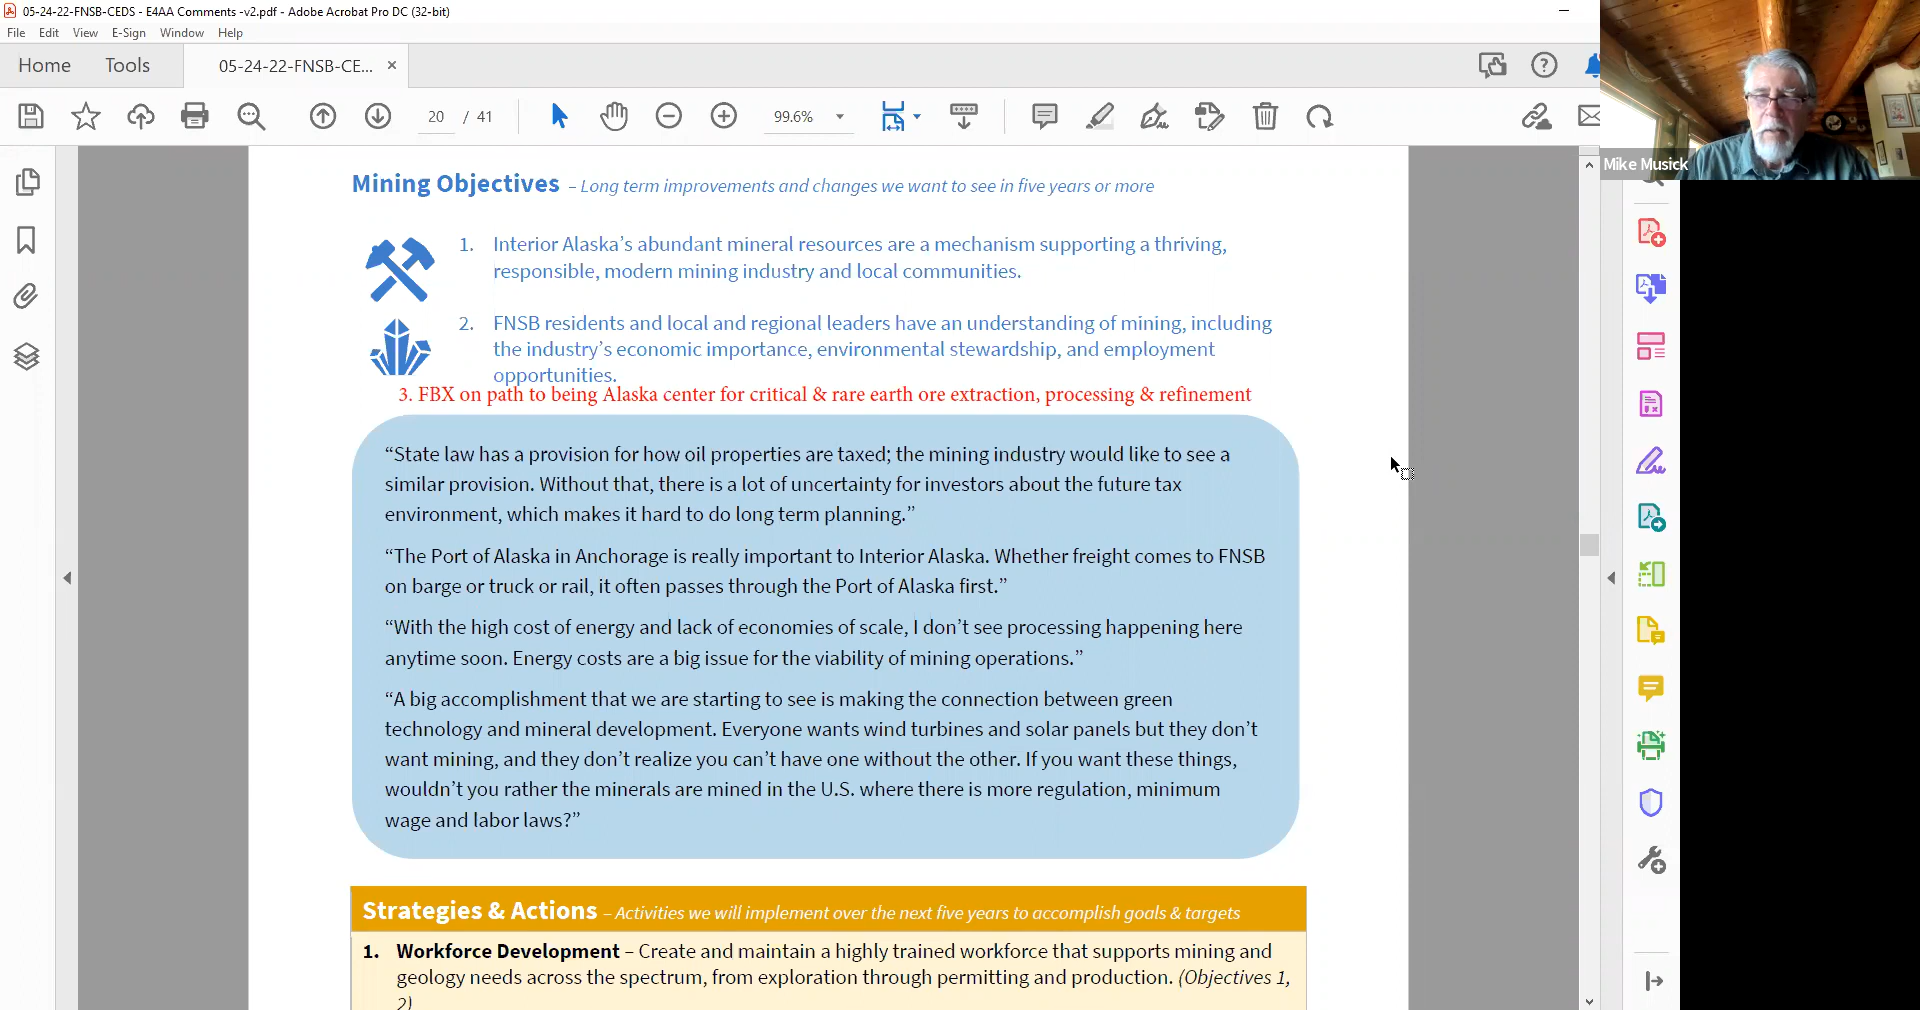 05-24-22-FNSB-CEDS - E4AA Comments -v2.pdf - Adobe Acrobat Pro DC (32-bit)
File Edit View E-Sign Window Help
Home Tools 05-24-22-FNSB-CE...
20 / 41 99.6%
Mike Musick
Mining Objectives – Long term improvements and changes we want to see in five years or more
1. Interior Alaska’s abundant mineral resources are a mechanism supporting a thriving,
responsible, modern mining industry and local communities.
2. FNSB residents and local and regional leaders have an understanding of mining, including
the industry’s economic importance, environmental stewardship, and employment
opportunities.
3. FBX on path to being Alaska center for critical & rare earth ore extraction, processing & refinement
“State law has a provision for how oil properties are taxed; the mining industry would like to see a
similar provision. Without that, there is a lot of uncertainty for investors about the future tax
environment, which makes it hard to do long term planning.”
“The Port of Alaska in Anchorage is really important to Interior Alaska. Whether freight comes to FNSB
on barge or truck or rail, it often passes through the Port of Alaska first.”
“With the high cost of energy and lack of economies of scale, I don’t see processing happening here
anytime soon. Energy costs are a big issue for the viability of mining operations.”
“A big accomplishment that we are starting to see is making the connection between green
technology and mineral development. Everyone wants wind turbines and solar panels but they don’t
want mining, and they don’t realize you can’t have one without the other. If you want these things,
wouldn’t you rather the minerals are mined in the U.S. where there is more regulation, minimum
wage and labor laws?”
Strategies & Actions – Activities we will implement over the next five years to accomplish goals & targets
1. Workforce Development – Create and maintain a highly trained workforce that supports mining and
geology needs across the spectrum, from exploration through permitting and production. (Objectives 1,
2)